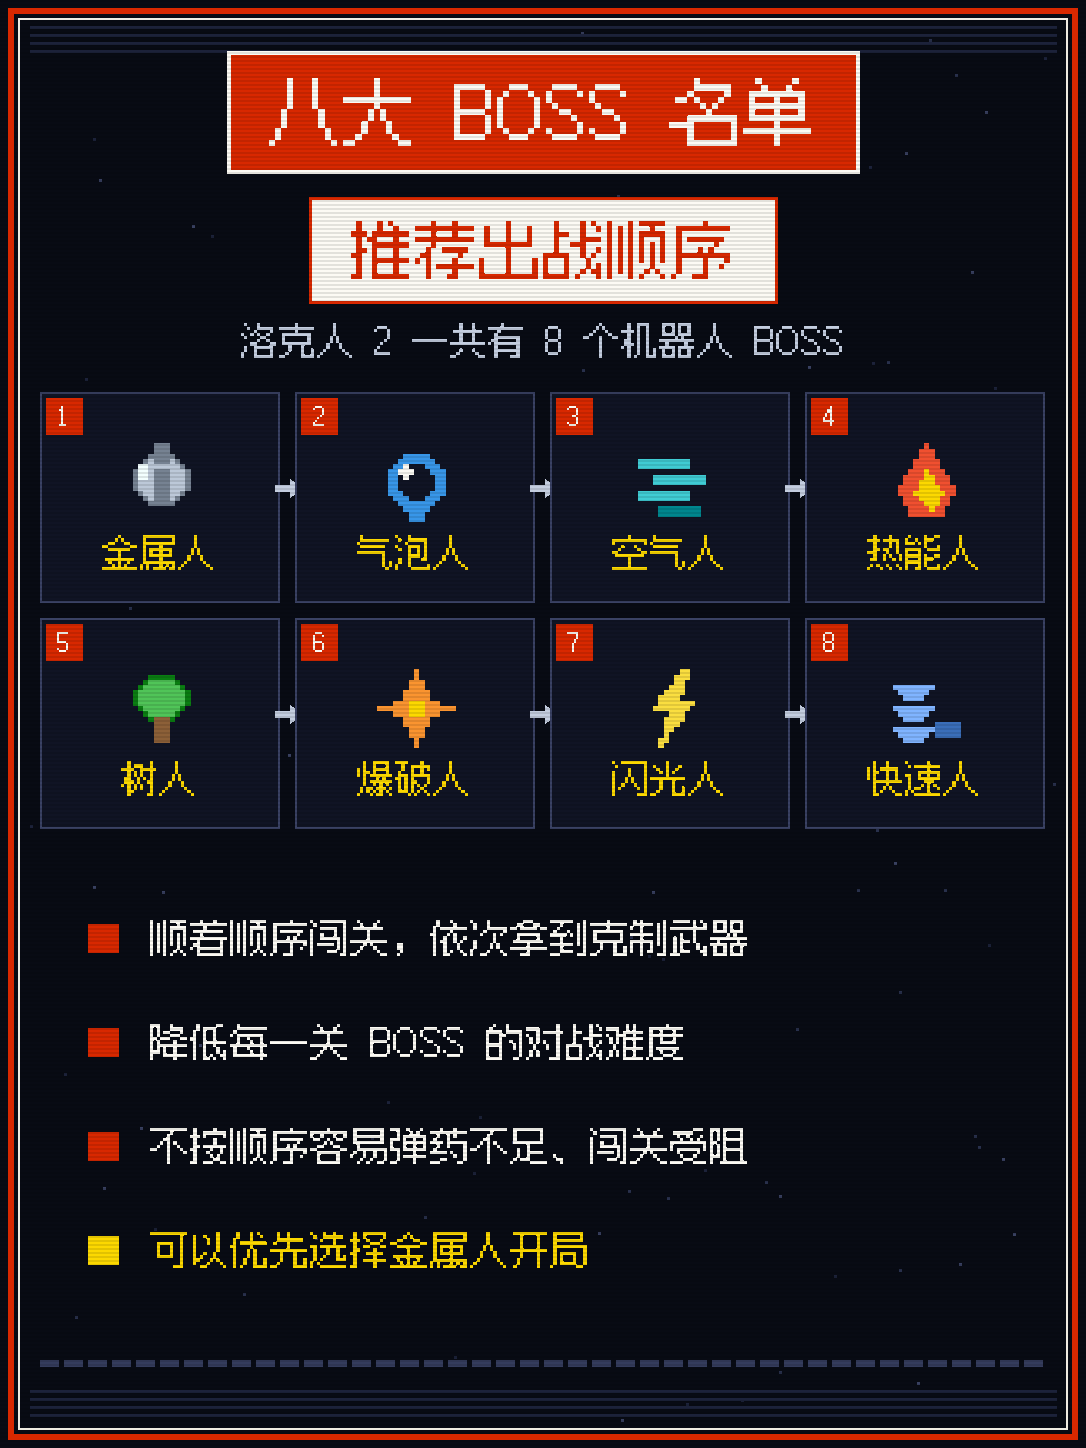 八大 BOSS 名单
推荐出战顺序
洛克人 2 一共有 8 个机器人 BOSS
1
金属人
2
气泡人
3
空气人
4
热能人
5
树人
6
爆破人
7
闪光人
8
快速人
顺着顺序闯关，依次拿到克制武器
降低每一关 BOSS 的对战难度
不按顺序容易弹药不足、闯关受阻
可以优先选择金属人开局